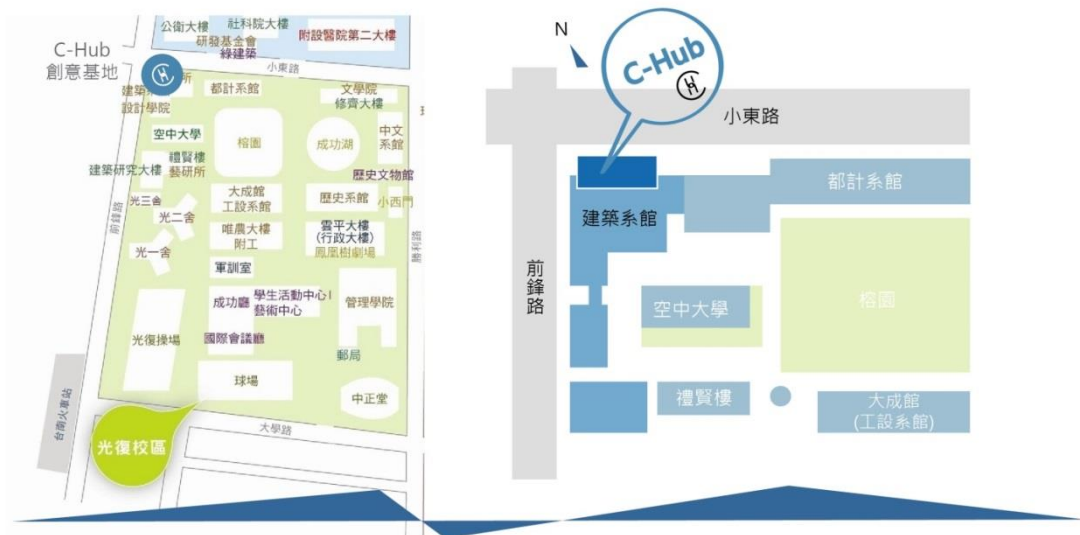 公衛大樓
社科院大樓
研發基金會
綠建築
附設醫院第二大樓
C-Hub
創意基地
小東路
建築系
設計學院
都計系館
文學院
修齊大樓
空中大學
榕園
成功湖
中文
系館
禮賢樓
藝研所
建築研究大樓
歷史文物館
光三舍
大成館
工設系館
歷史系館
小西門
光二舍
唯農大樓
附工
雲平大樓
(行政大樓)
鳳凰樹劇場
前鋒路
勝利路
光一舍
軍訓室
成功廳
學生活動中心I
藝術中心
管理學院
光復操場
國際會議廳
郵局
球場
中正堂
台南火車站
大學路
光復校區
N
C-Hub
小東路
都計系館
建築系館
前鋒路
空中大學
榕園
禮賢樓
大成館
(工設系館)